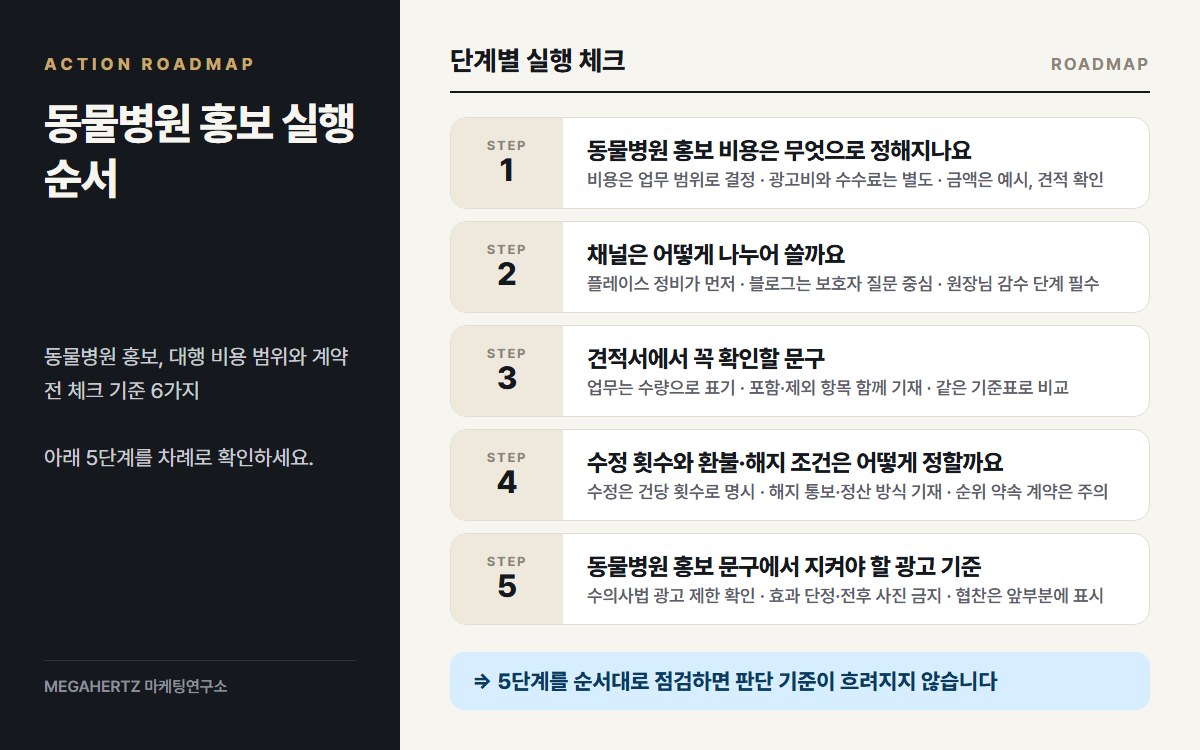 ACTION ROADMAP
동물병원 홍보 실행
순서
동물병원 홍보, 대행 비용 범위와 계약
전 체크 기준 6가지
아래 5단계를 차례로 확인하세요.
MEGAHERTZ 마케팅연구소
단계별 실행 체크
ROADMAP
STEP
1
동물병원 홍보 비용은 무엇으로 정해지나요
비용은 업무 범위로 결정 · 광고비와 수수료는 별도 · 금액은 예시, 견적 확인
STEP
2
채널은 어떻게 나누어 쓸까요
플레이스 정비가 먼저 · 블로그는 보호자 질문 중심 · 원장님 감수 단계 필수
STEP
3
견적서에서 꼭 확인할 문구
업무는 수량으로 표기 · 포함·제외 항목 함께 기재 · 같은 기준표로 비교
STEP
4
수정 횟수와 환불·해지 조건은 어떻게 정할까요
수정은 건당 횟수로 명시 · 해지 통보·정산 방식 기재 · 순위 약속 계약은 주의
STEP
5
동물병원 홍보 문구에서 지켜야 할 광고 기준
수의사법 광고 제한 확인 · 효과 단정·전후 사진 금지 · 협찬은 앞부분에 표시
⇒ 5단계를 순서대로 점검하면 판단 기준이 흐려지지 않습니다